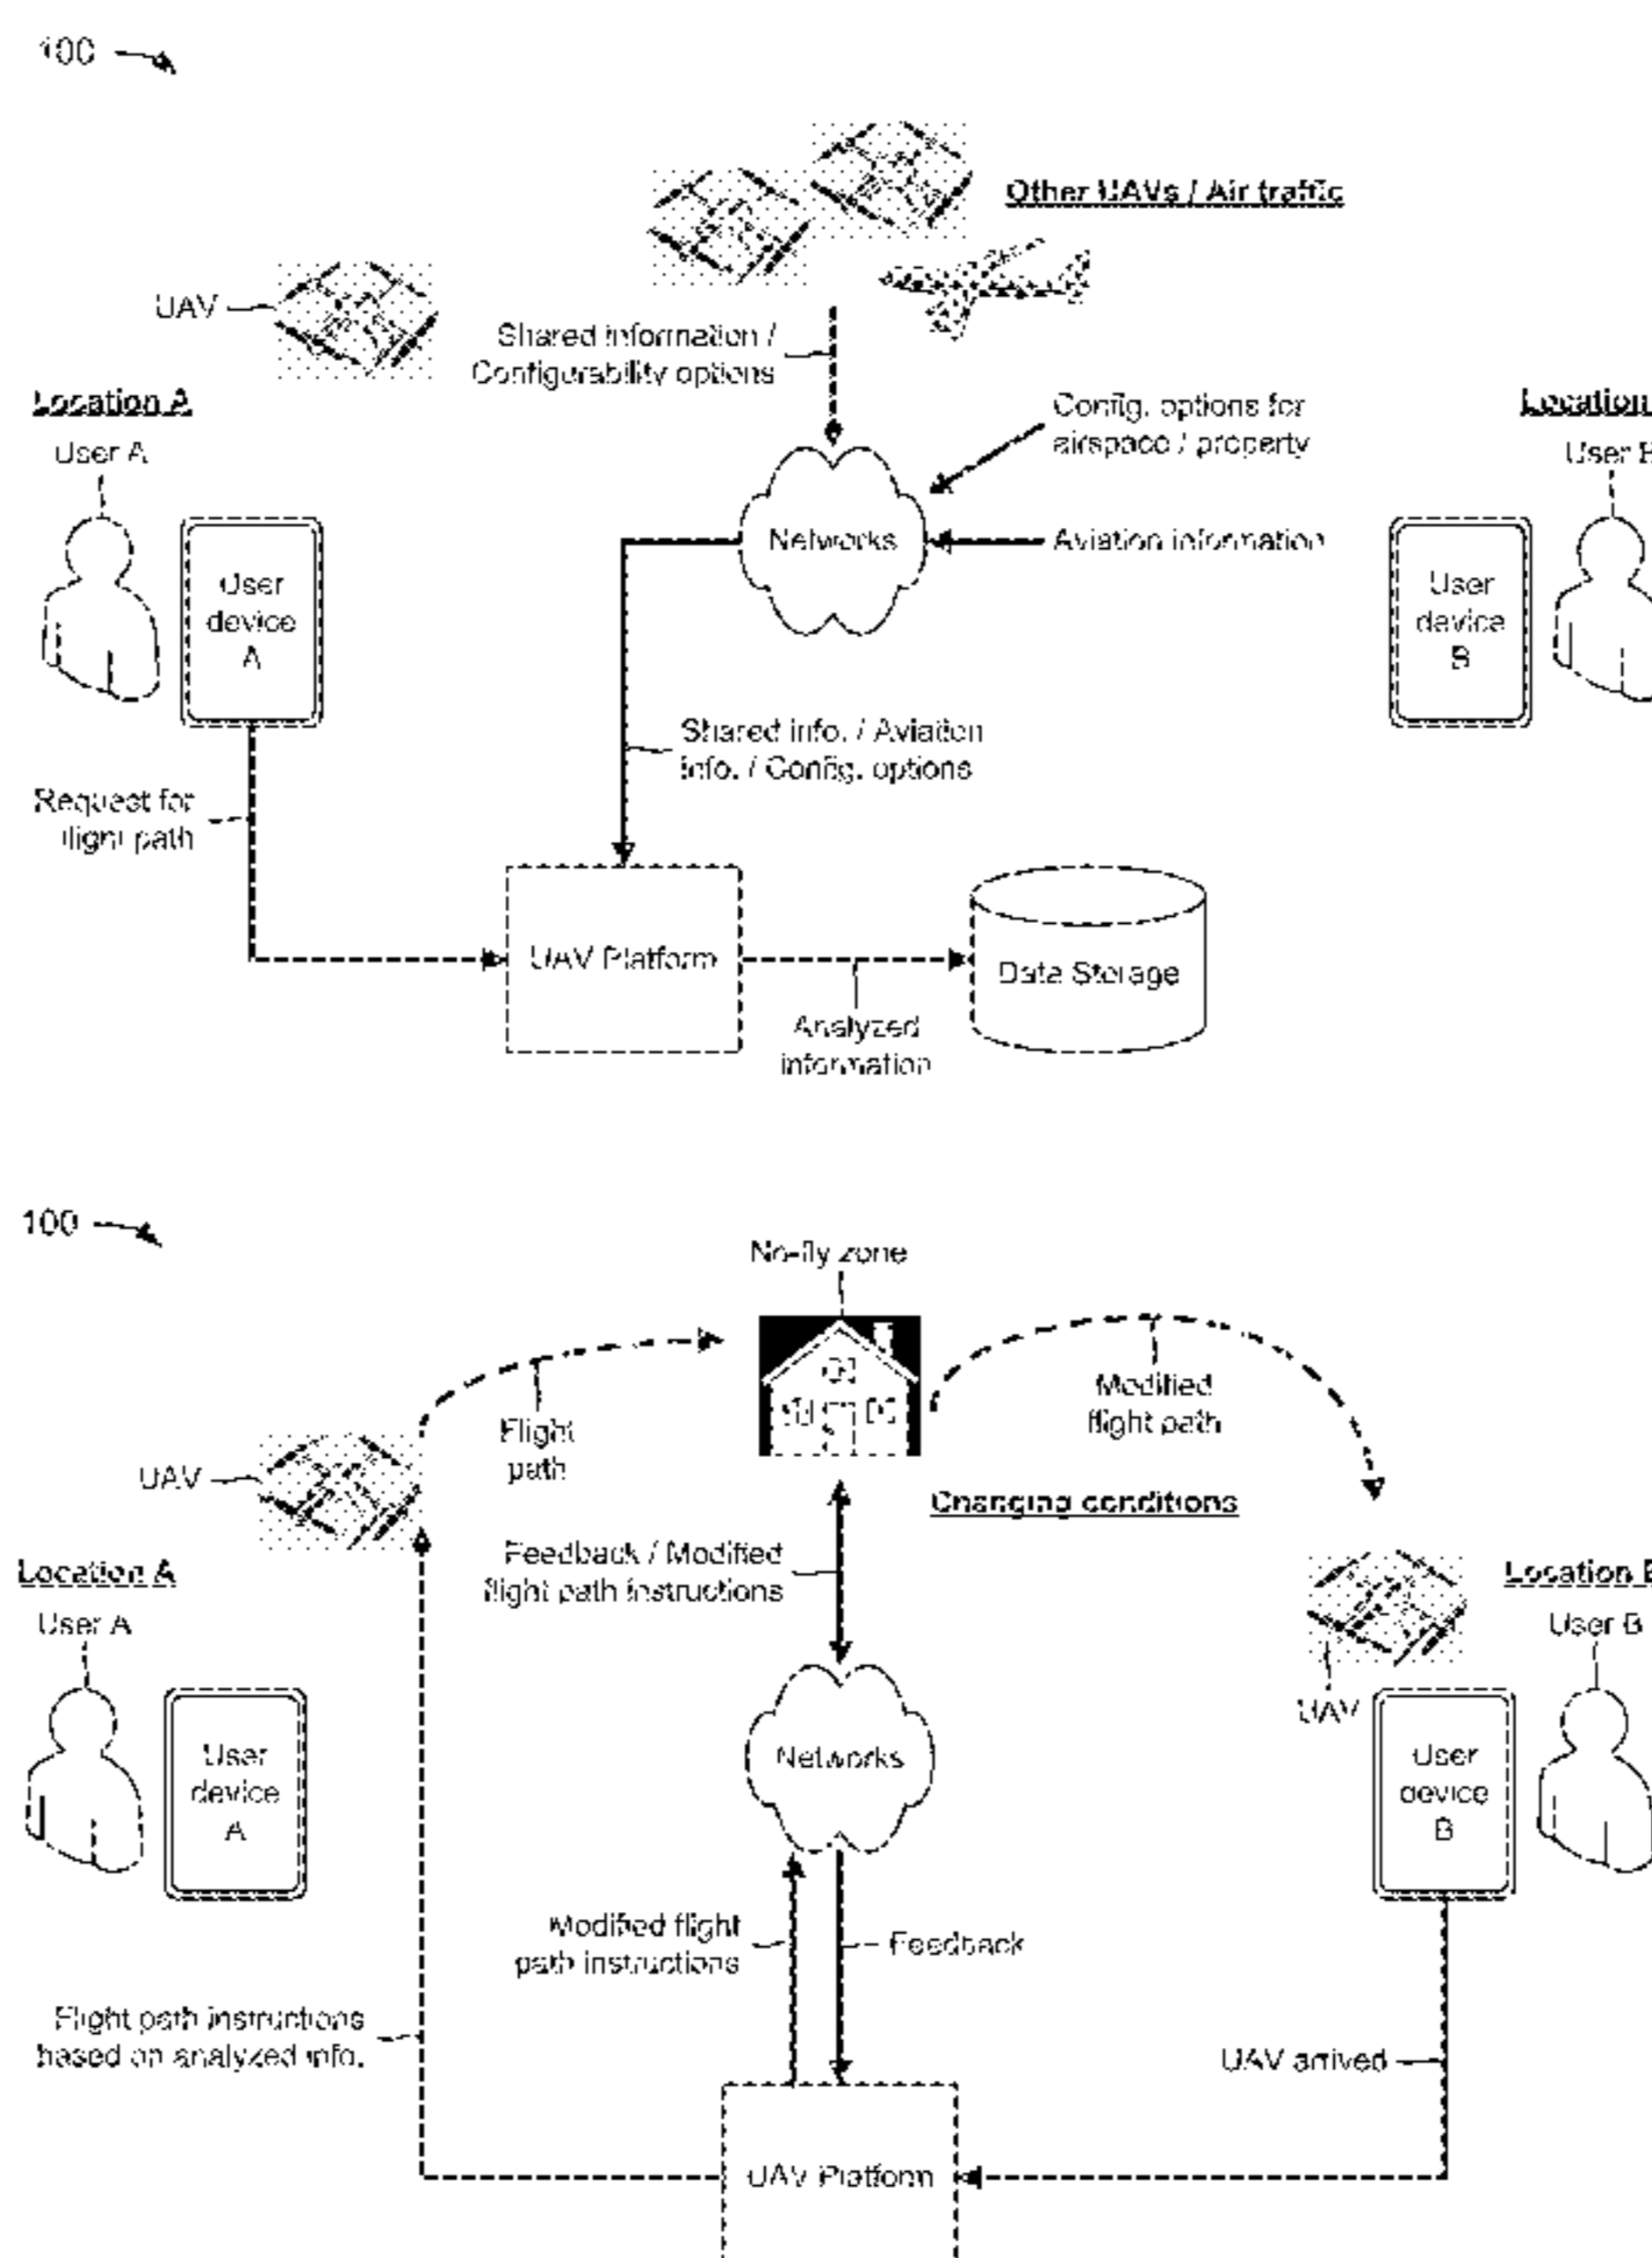 100
Other UAVs / Air traffic
UAV
Shared information /
Configurability options
Location A
User A
Config. options for
airspace / property
Location
User B
User
device
A
Networks
Aviation information
User
device
B
Shared info. / Aviation
info. / Config. options
Request for
flight path
UAV Platform
Data Storage
Analyzed
information
100
No-fly zone
Flight
path
Modified
flight path
UAV
Changing conditions
Feedback / Modified
flight path instructions
Location A
User A
Location B
User B
UAV
User
device
A
Networks
User
device
B
Modified flight
path instructions
Feedback
Flight path instructions
based on analyzed info.
UAV arrived
UAV Platform